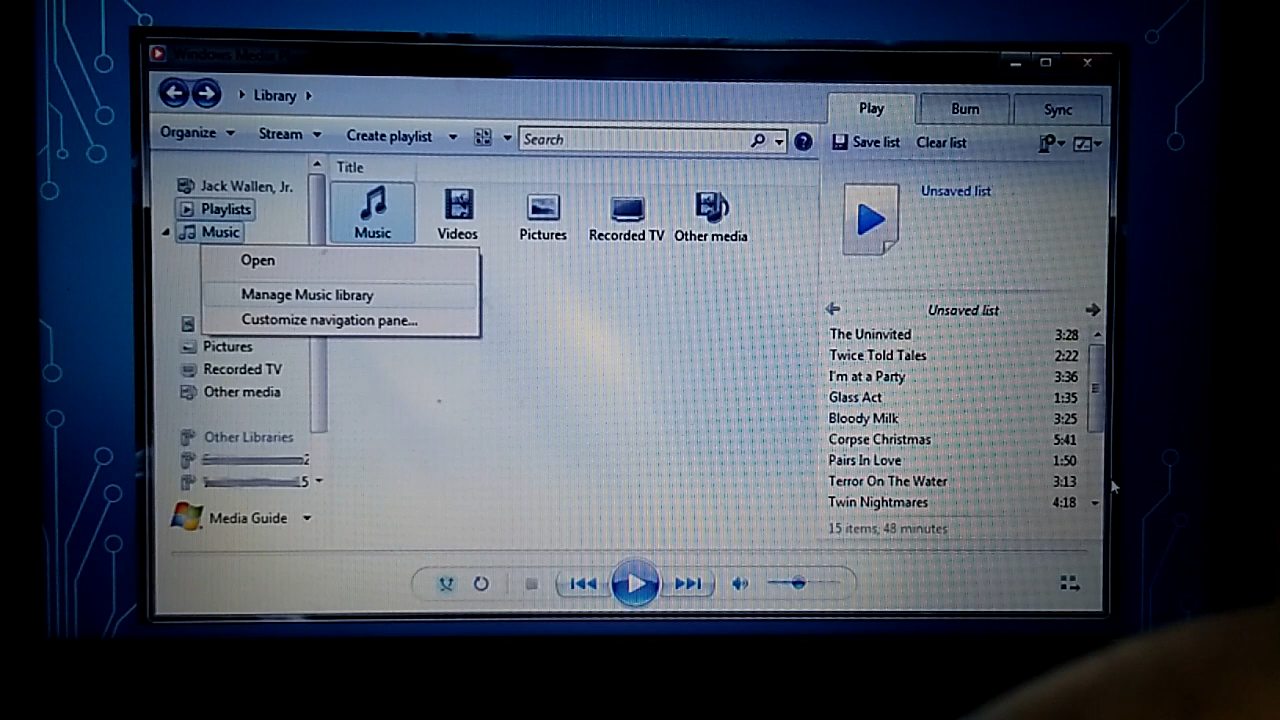 Windows Media
Library
Play
Burn
Sync
Organize
Stream
Create playlist
Search
Save list
Clear list
Title
Jack Wallen, Jr.
Playlists
Music
Music
Videos
Pictures
Recorded TV
Other media
Unsaved list
Open
Manage Music library
Customize navigation pane...
Pictures
Recorded TV
Other media
Other Libraries
2
5
Media Guide
Unsaved list
The Uninvited 3:28
Twice Told Tales 2:22
I'm at a Party 3:36
Glass Act 1:35
Bloody Milk 3:25
Corpse Christmas 5:41
Pairs In Love 1:50
Terror On The Water 3:13
Twin Nightmares 4:18
15 items, 48 minutes